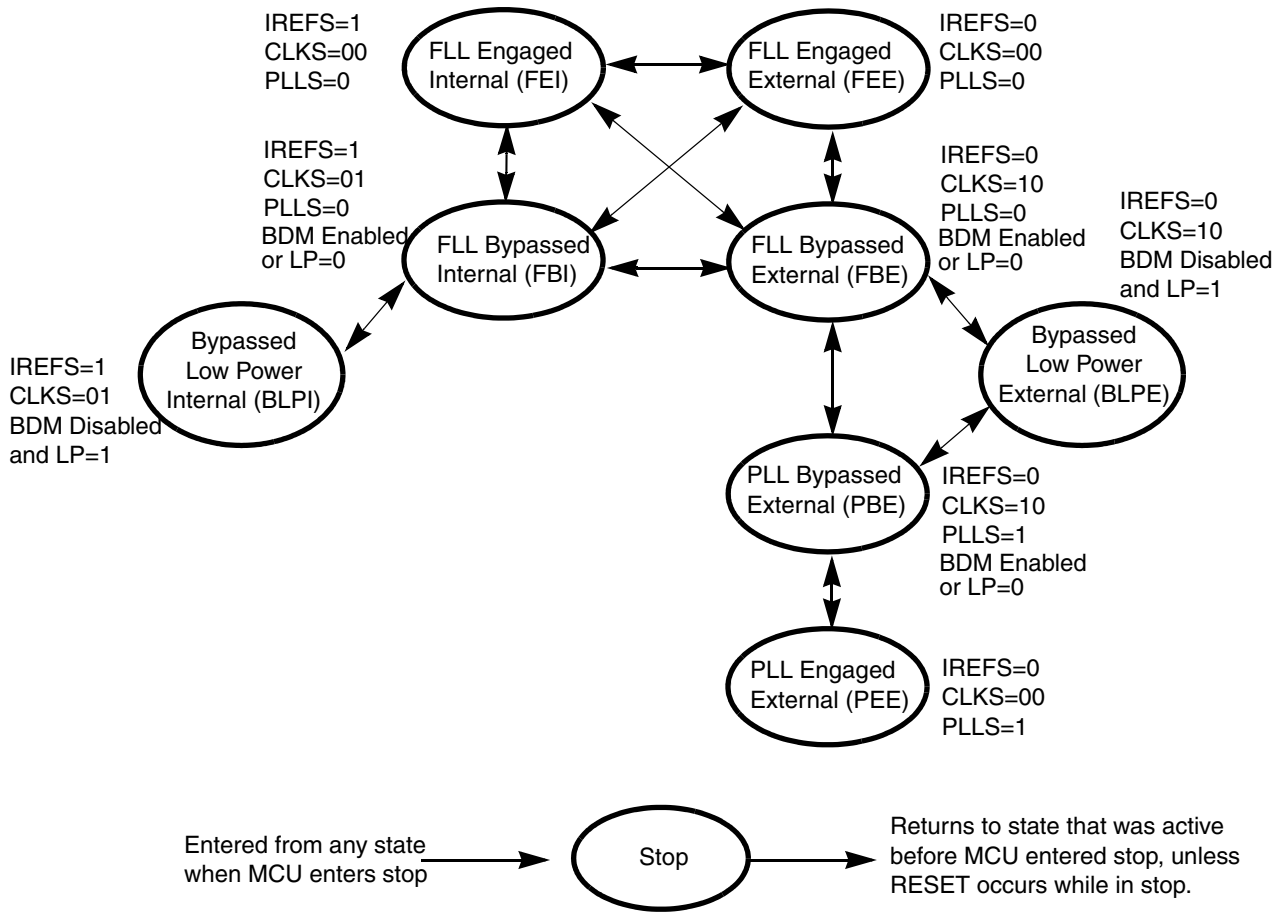 IREFS=1
CLKS=00
PLLS=0
FLL Engaged
Internal (FEI)
FLL Engaged
External (FEE)
IREFS=0
CLKS=00
PLLS=0
IREFS=1
CLKS=01
PLLS=0
BDM Enabled
or LP=0
FLL Bypassed
Internal (FBI)
FLL Bypassed
External (FBE)
IREFS=0
CLKS=10
PLLS=0
BDM Enabled
or LP=0
IREFS=0
CLKS=10
BDM Disabled
and LP=1
IREFS=1
CLKS=01
BDM Disabled
and LP=1
Bypassed
Low Power
Internal (BLPI)
Bypassed
Low Power
External (BLPE)
PLL Bypassed
External (PBE)
IREFS=0
CLKS=10
PLLS=1
BDM Enabled
or LP=0
PLL Engaged
External (PEE)
IREFS=0
CLKS=00
PLLS=1
Entered from any state
when MCU enters stop
Stop
Returns to state that was active
before MCU entered stop, unless
RESET occurs while in stop.